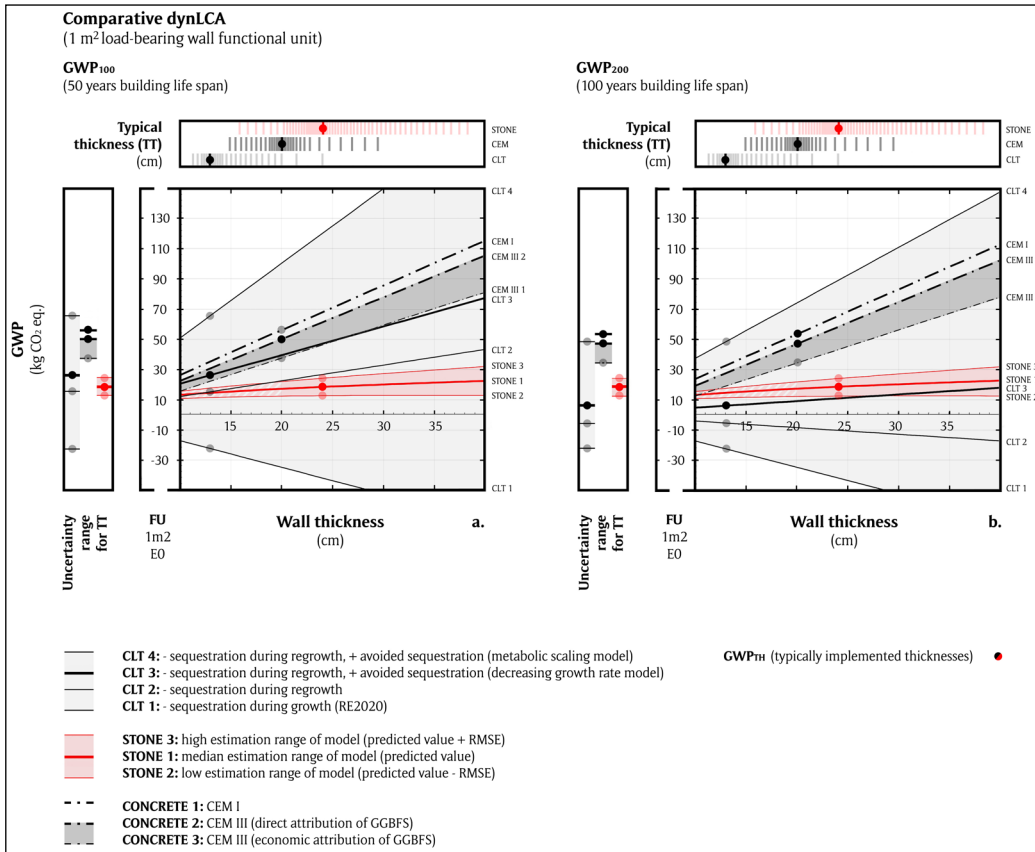 Comparative dynLCA
(1 m² load-bearing wall functional unit)
GWP₁₀₀
(50 years building life span)
Typical
thickness (TT)
(cm)
STONE
CEM
CLT
GWP
(kg CO₂ eq.)
130
110
90
70
50
30
10
-10
-30
15
20
25
30
35
CLT 4
CEM I
CEM III 2
CEM III 1
CLT 3
CLT 2
STONE 3
STONE 1
STONE 2
CLT 1
Uncertainty
range
for TT
FU
1m2
E0
Wall thickness
(cm)
a.
GWP₂₀₀
(100 years building life span)
Typical
thickness (TT)
(cm)
STONE
CEM
CLT
130
110
90
70
50
30
10
-10
-30
15
20
25
30
35
CLT 4
CEM I
CEM III
CEM III
STONE
STONE
CLT 3
STONE 2
CLT 2
CLT 1
Uncertainty
range
for TT
FU
1m2
E0
Wall thickness
(cm)
b.
CLT 4: - sequestration during regrowth, + avoided sequestration (metabolic scaling model)
CLT 3: - sequestration during regrowth, + avoided sequestration (decreasing growth rate model)
CLT 2: - sequestration during regrowth
CLT 1: - sequestration during growth (RE2020)
GWPTH (typically implemented thicknesses)
STONE 3: high estimation range of model (predicted value + RMSE)
STONE 1: median estimation range of model (predicted value)
STONE 2: low estimation range of model (predicted value - RMSE)
CONCRETE 1: CEM I
CONCRETE 2: CEM III (direct attribution of GGBFS)
CONCRETE 3: CEM III (economic attribution of GGBFS)